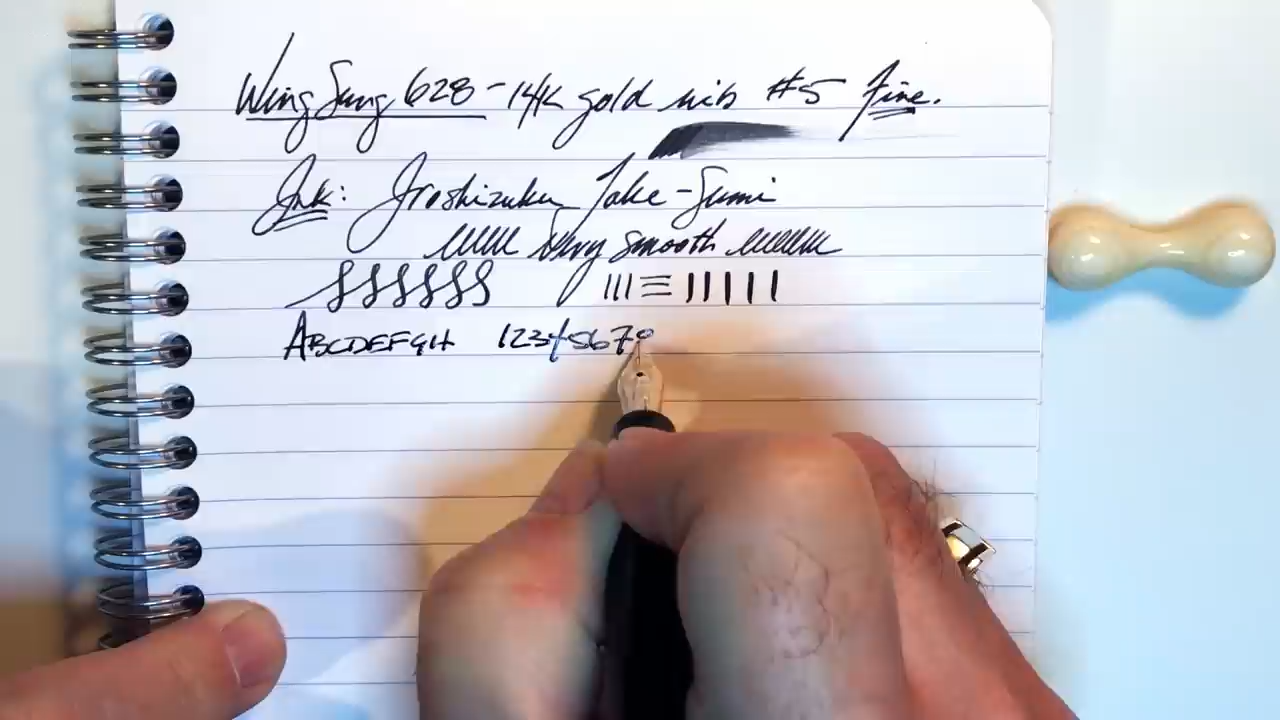 Wing Sung 628 - 14K gold nib #5 Fine.
Ink: Iroshizuku Take-Sumi
Very smooth
ABCDEFGH 12345678